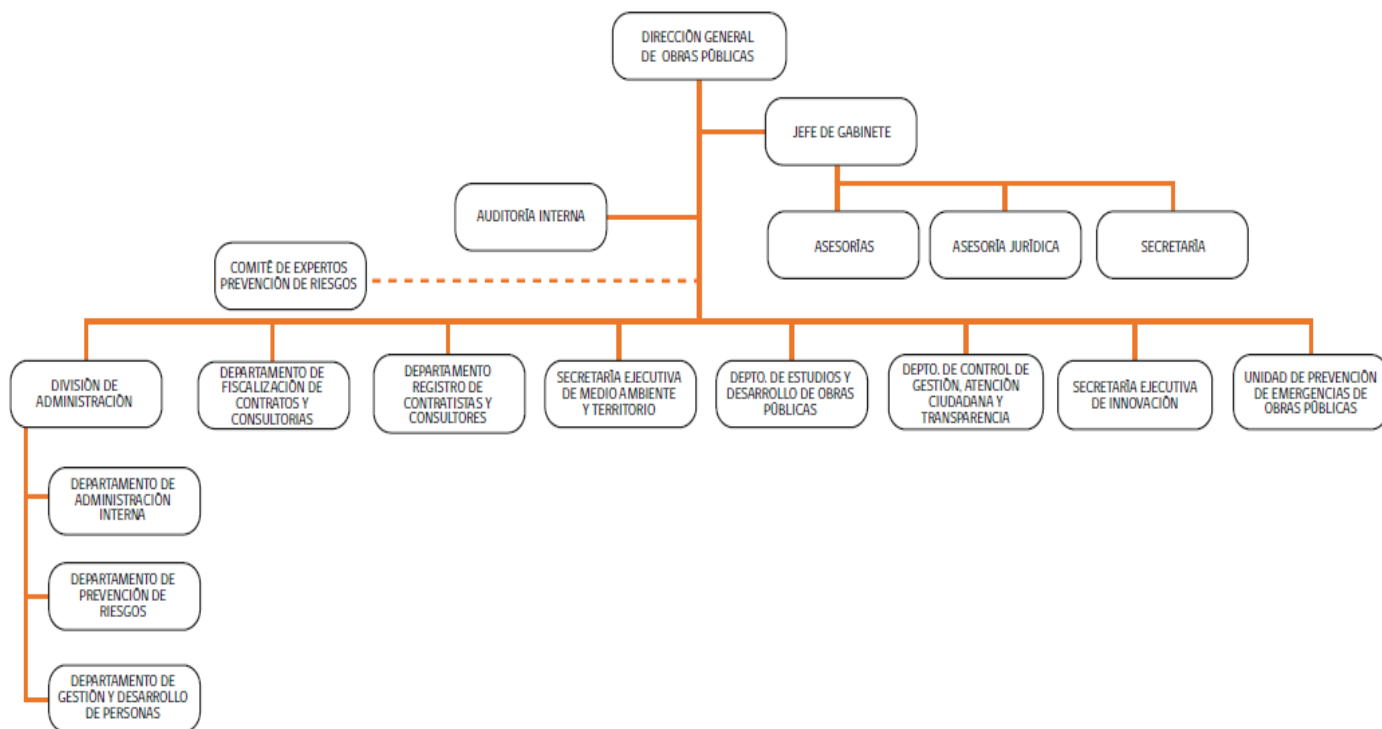 DIRECCIÓN GENERAL
DE OBRAS PÚBLICAS
JEFE DE GABINETE
AUDITORÍA INTERNA
ASESORÍAS
ASESORÍA JURÍDICA
SECRETARÍA
COMITÉ DE EXPERTOS
PREVENCIÓN DE RIESGOS
DIVISIÓN DE
ADMINISTRACIÓN
DEPARTAMENTO DE
FISCALIZACIÓN DE
CONTRATOS Y
CONSULTORIAS
DEPARTAMENTO
REGISTRO DE
CONTRATISTAS Y
CONSULTORES
SECRETARÍA EJECUTIVA
DE MEDIO AMBIENTE
Y TERRITORIO
DEPTO. DE ESTUDIOS Y
DESARROLLO DE OBRAS
PÚBLICAS
DEPTO. DE CONTROL DE
GESTIÓN, ATENCIÓN
CIUDADANA Y
TRANSPARENCIA
SECRETARÍA EJECUTIVA
DE INNOVACIÓN
UNIDAD DE PREVENCIÓN
DE EMERGENCIAS DE
OBRAS PÚBLICAS
DEPARTAMENTO DE
ADMINISTRACIÓN
INTERNA
DEPARTAMENTO DE
PREVENCIÓN DE
RIESGOS
DEPARTAMENTO DE
GESTIÓN Y DESARROLLO
DE PERSONAS